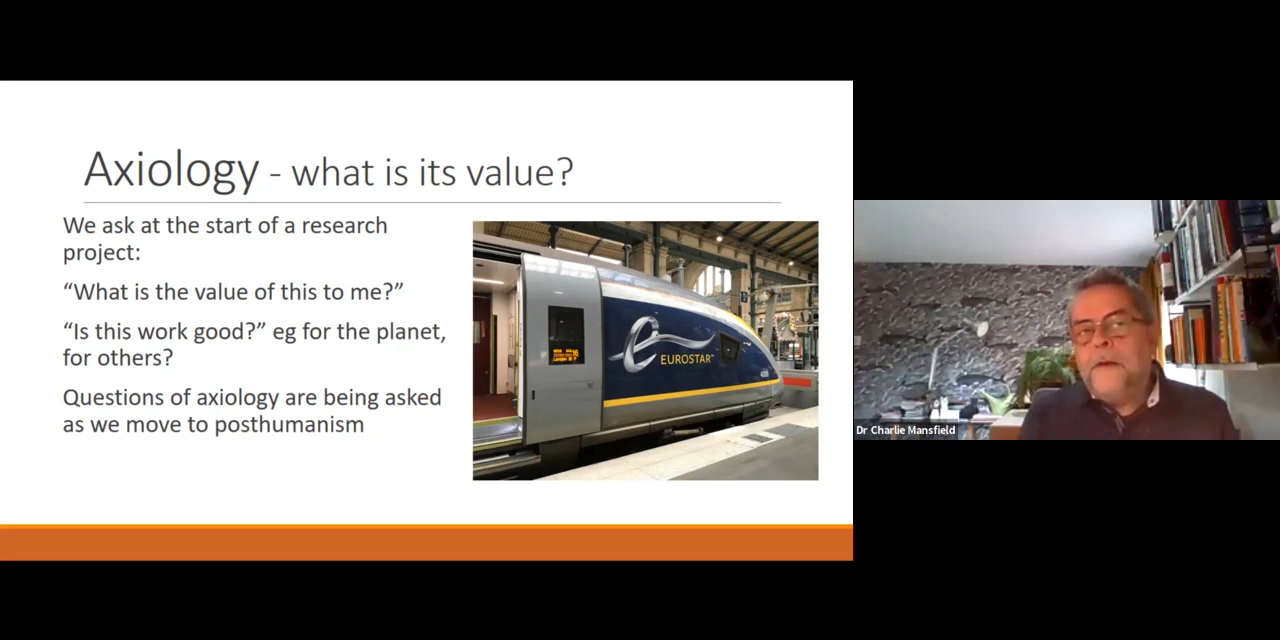 Axiology - what is its value?
We ask at the start of a research
project:
“What is the value of this to me?”
“Is this work good?” eg for the planet,
for others?
Questions of axiology are being asked
as we move to posthumanism
e
EUROSTAR™
Dr Charlie Mansfield